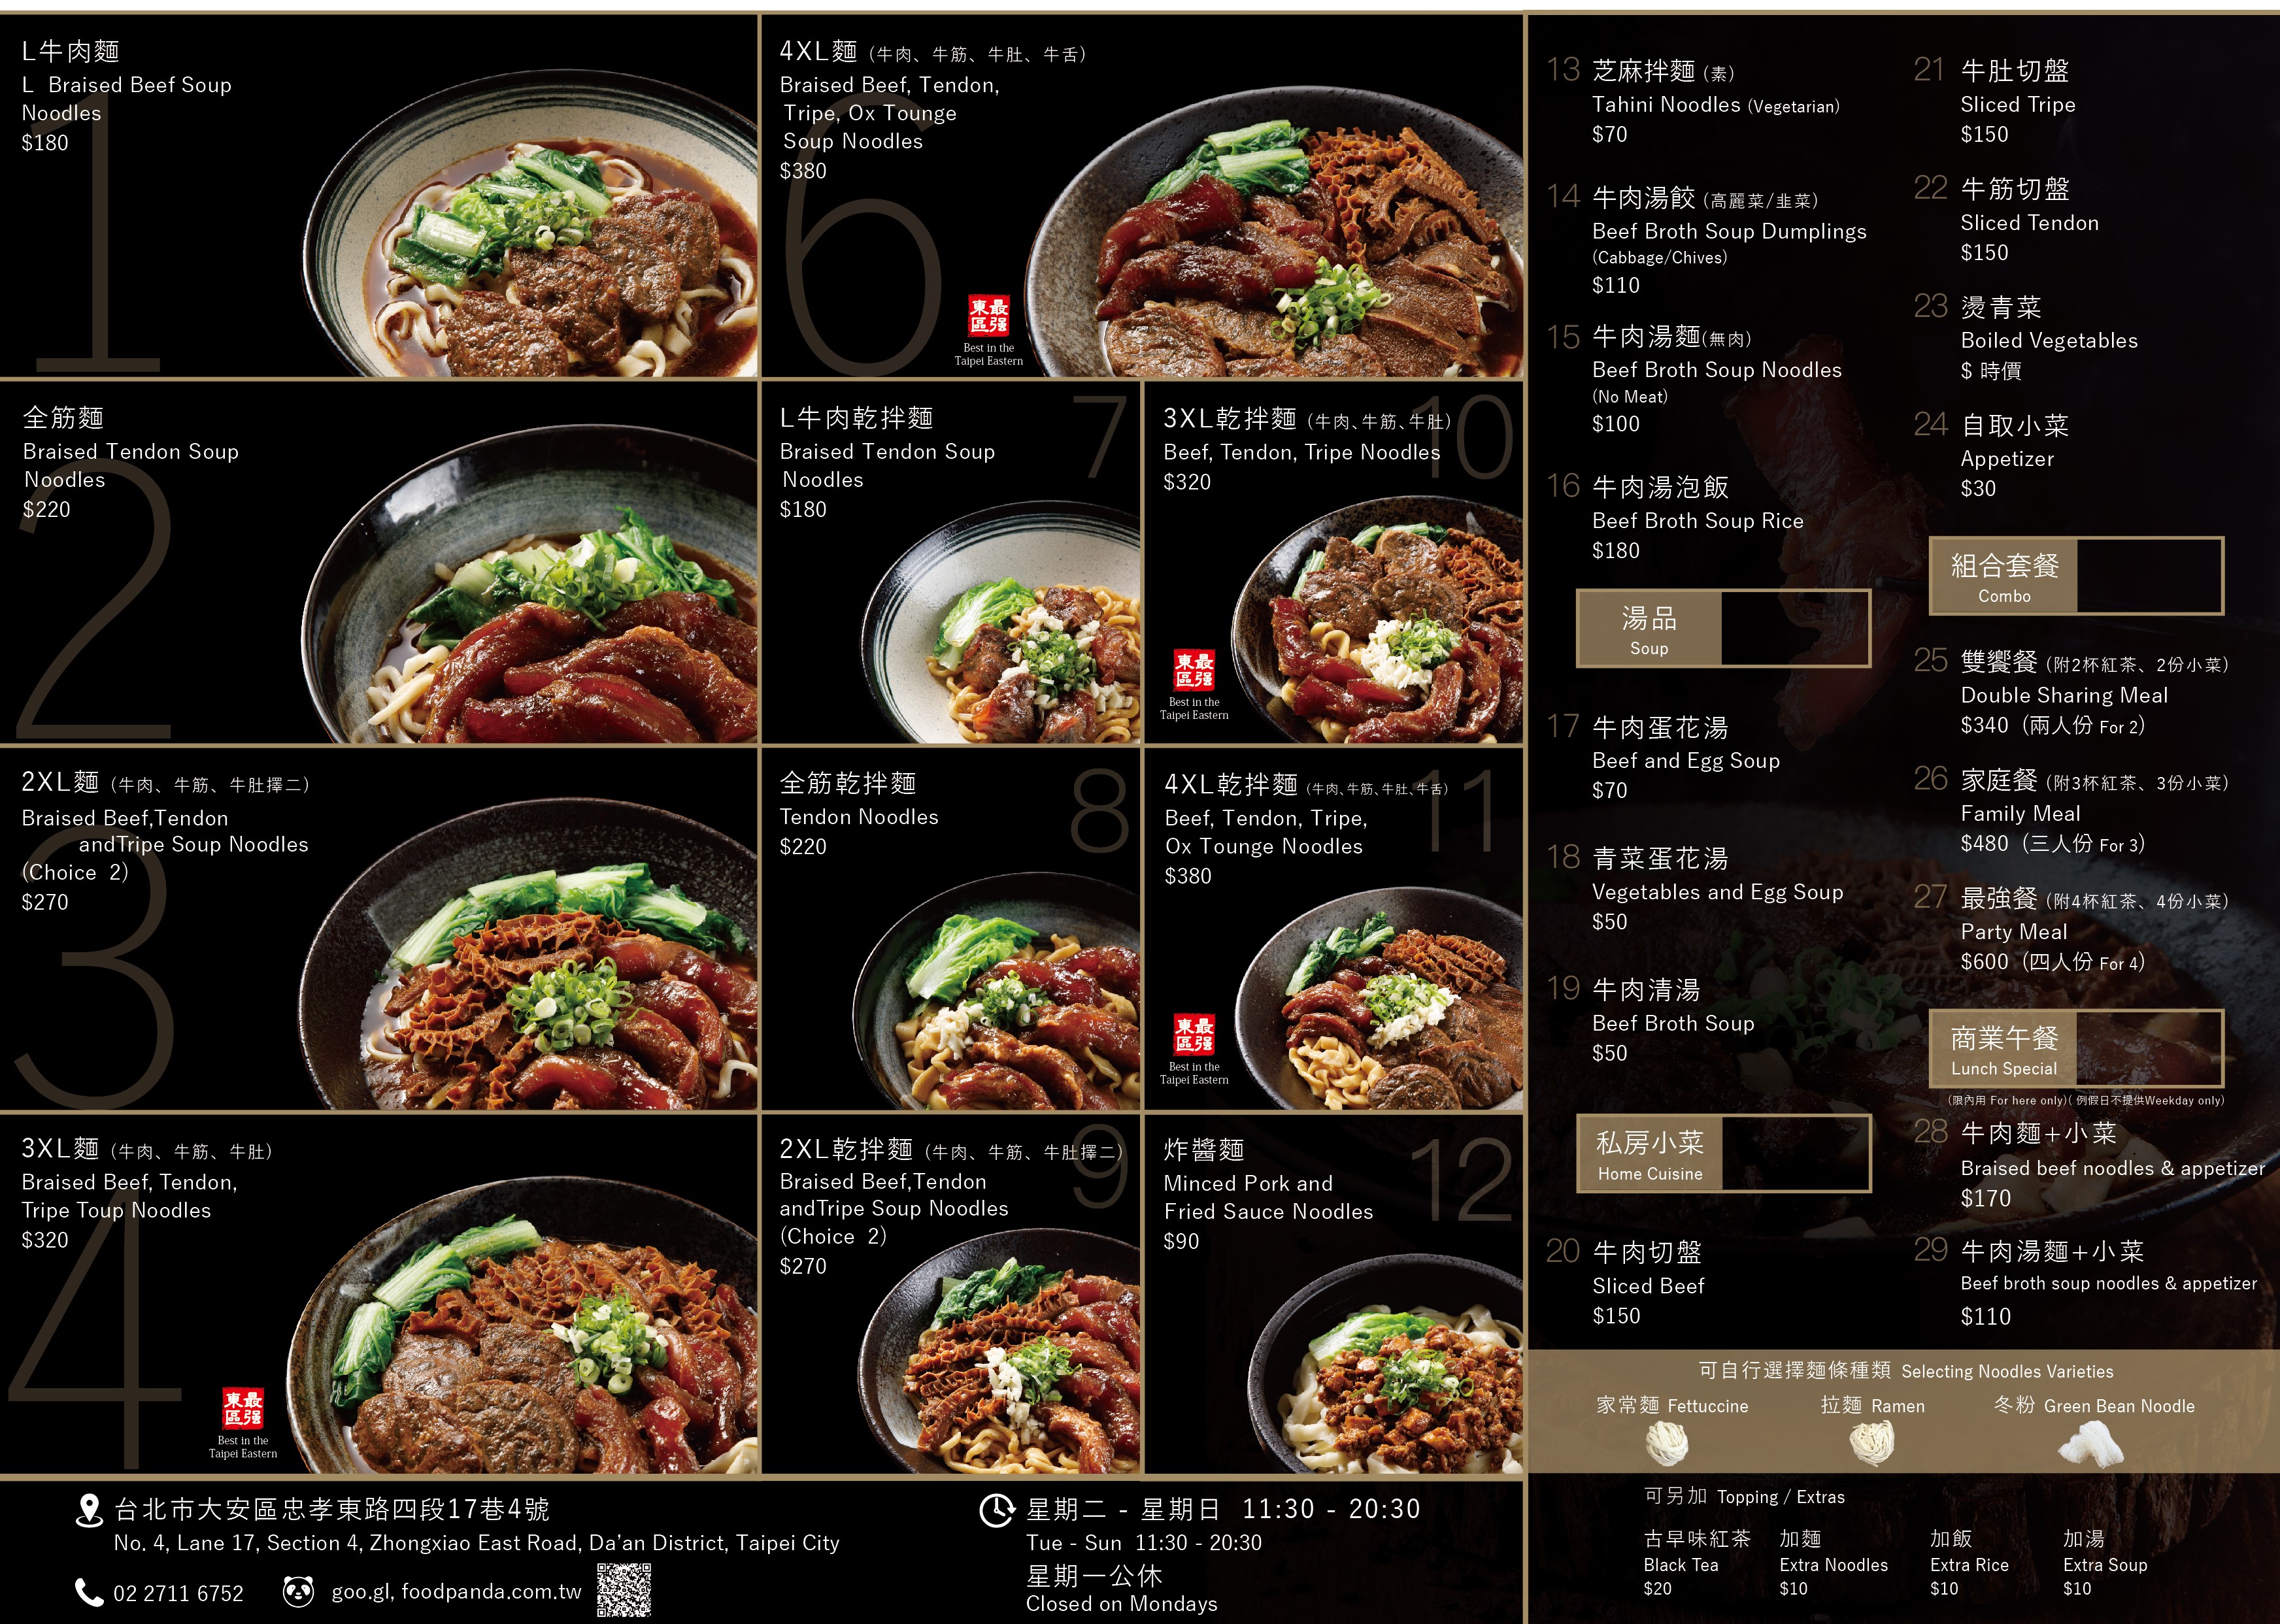 1
L牛肉麵
L Braised Beef Soup
Noodles
$180
2
全筋麵
Braised Tendon Soup
Noodles
$220
3
2XL麵 (牛肉、牛筋、牛肚擇二)
Braised Beef,Tendon
andTripe Soup Noodles
(Choice 2)
$270
4
3XL麵 (牛肉、牛筋、牛肚)
Braised Beef, Tendon,
Tripe Toup Noodles
$320
最强東區
Best in the
Taipei Eastern
6
4XL麵 (牛肉、牛筋、牛肚、牛舌)
Braised Beef, Tendon,
Tripe, Ox Tounge
Soup Noodles
$380
最强東區
Best in the
Taipei Eastern
7
L牛肉乾拌麵
Braised Tendon Soup
Noodles
$180
8
全筋乾拌麵
Tendon Noodles
$220
9
2XL乾拌麵 (牛肉、牛筋、牛肚擇二)
Braised Beef,Tendon
andTripe Soup Noodles
(Choice 2)
$270
10
3XL乾拌麵 (牛肉、牛筋、牛肚)
Beef, Tendon, Tripe Noodles
$320
最强東區
Best in the
Taipei Eastern
11
4XL乾拌麵 (牛肉、牛筋、牛肚、牛舌)
Beef, Tendon, Tripe,
Ox Tounge Noodles
$380
最强東區
Best in the
Taipei Eastern
12
炸醬麵
Minced Pork and
Fried Sauce Noodles
$90
13 芝麻拌麵 (素)
Tahini Noodles (Vegetarian)
$70
14 牛肉湯餃 (高麗菜/韭菜)
Beef Broth Soup Dumplings
(Cabbage/Chives)
$110
15 牛肉湯麵(無肉)
Beef Broth Soup Noodles
(No Meat)
$100
16 牛肉湯泡飯
Beef Broth Soup Rice
$180
湯品
Soup
17 牛肉蛋花湯
Beef and Egg Soup
$70
18 青菜蛋花湯
Vegetables and Egg Soup
$50
19 牛肉清湯
Beef Broth Soup
$50
私房小菜
Home Cuisine
20 牛肉切盤
Sliced Beef
$150
21 牛肚切盤
Sliced Tripe
$150
22 牛筋切盤
Sliced Tendon
$150
23 燙青菜
Boiled Vegetables
$ 時價
24 自取小菜
Appetizer
$30
組合套餐
Combo
25 雙饗餐 (附2杯紅茶、2份小菜)
Double Sharing Meal
$340 (兩人份 For 2)
26 家庭餐 (附3杯紅茶、3份小菜)
Family Meal
$480 (三人份 For 3)
27 最強餐 (附4杯紅茶、4份小菜)
Party Meal
$600 (四人份 For 4)
商業午餐
Lunch Special
(限內用 For here only)( 例假日不提供Weekday only)
28 牛肉麵+小菜
Braised beef noodles & appetizer
$170
29 牛肉湯麵+小菜
Beef broth soup noodles & appetizer
$110
可自行選擇麵條種類 Selecting Noodles Varieties
家常麵 Fettuccine 拉麵 Ramen 冬粉 Green Bean Noodle
可另加 Topping / Extras
古早味紅茶 加麵 加飯 加湯
Black Tea Extra Noodles Extra Rice Extra Soup
$20 $10 $10 $10
台北市大安區忠孝東路四段17巷4號
No. 4, Lane 17, Section 4, Zhongxiao East Road, Da'an District, Taipei City
02 2711 6752 goo.gl, foodpanda.com.tw
星期二 - 星期日 11:30 - 20:30
Tue - Sun 11:30 - 20:30
星期一公休
Closed on Mondays